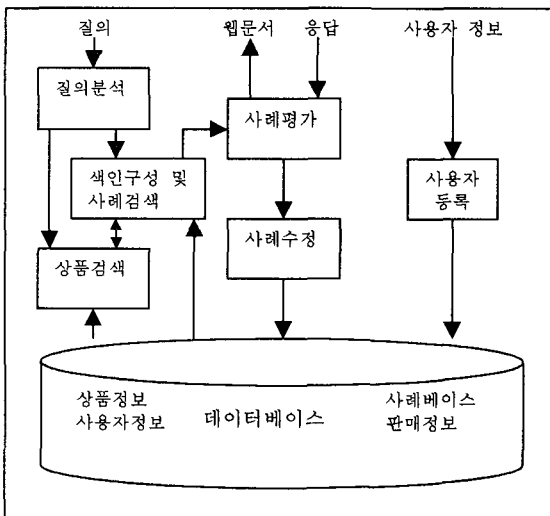 질의
웹문서 응답
사용자 정보
질의분석
사례평가
색인구성 및
사례검색
사용자
등록
상품검색
사례수정
상품정보
사용자정보
데이터베이스
사례베이스
판매정보